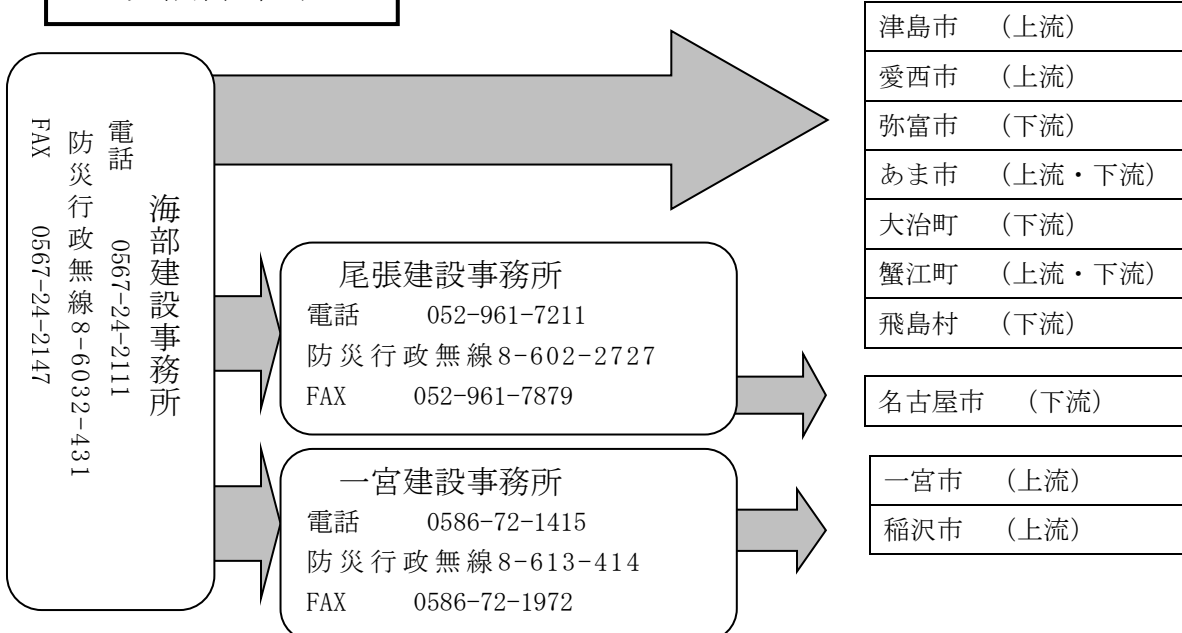 海部建設事務所
電話 0567-24-2111
防災行政無線8-6032-431
FAX 0567-24-2147
尾張建設事務所
電話 052-961-7211
防災行政無線8-602-2727
FAX 052-961-7879
一宮建設事務所
電話 0586-72-1415
防災行政無線8-613-414
FAX 0586-72-1972
津島市 (上流)
愛西市 (上流)
弥富市 (下流)
あま市 (上流・下流)
大治町 (下流)
蟹江町 (上流・下流)
飛島村 (下流)
名古屋市 (下流)
一宮市 (上流)
稲沢市 (上流)